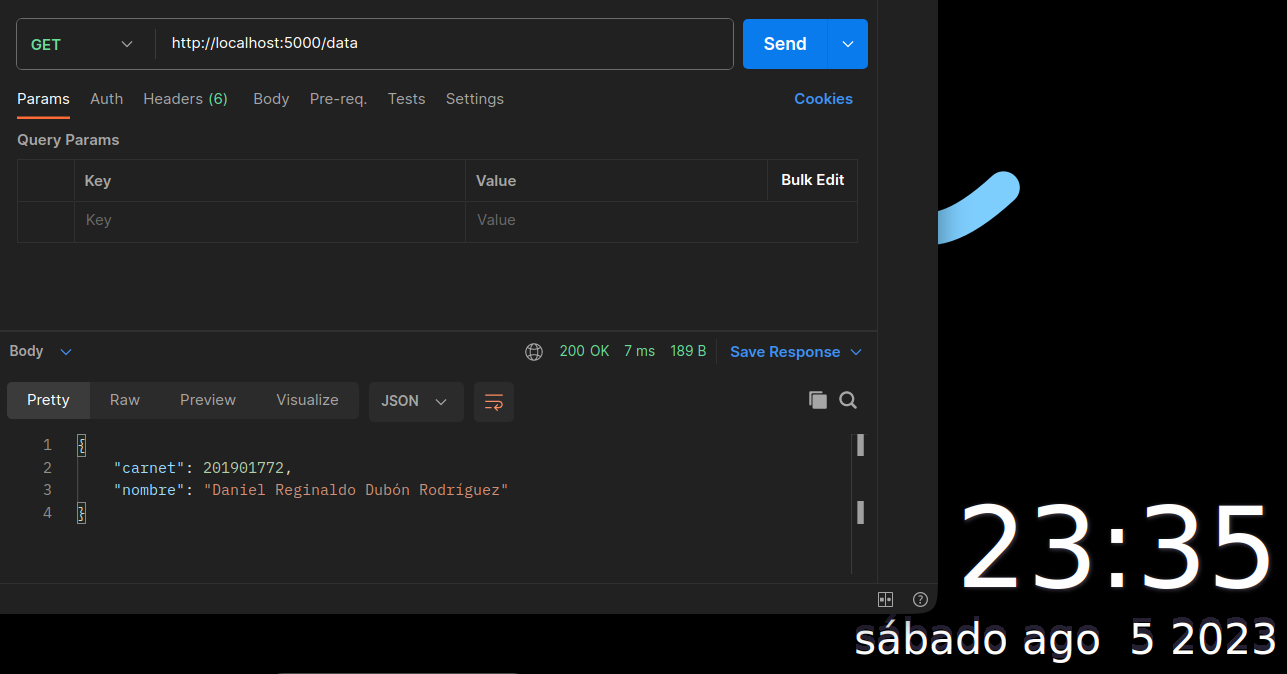 GET http://localhost:5000/data Send
Params Auth Headers (6) Body Pre-req. Tests Settings Cookies
Query Params
Key Value Bulk Edit
Key Value
Body 200 OK 7 ms 189 B Save Response
Pretty Raw Preview Visualize JSON
1 {
2 "carnet": 201901772,
3 "nombre": "Daniel Reginaldo Dubón Rodríguez"
4 }
23:35
sábado ago 5 2023